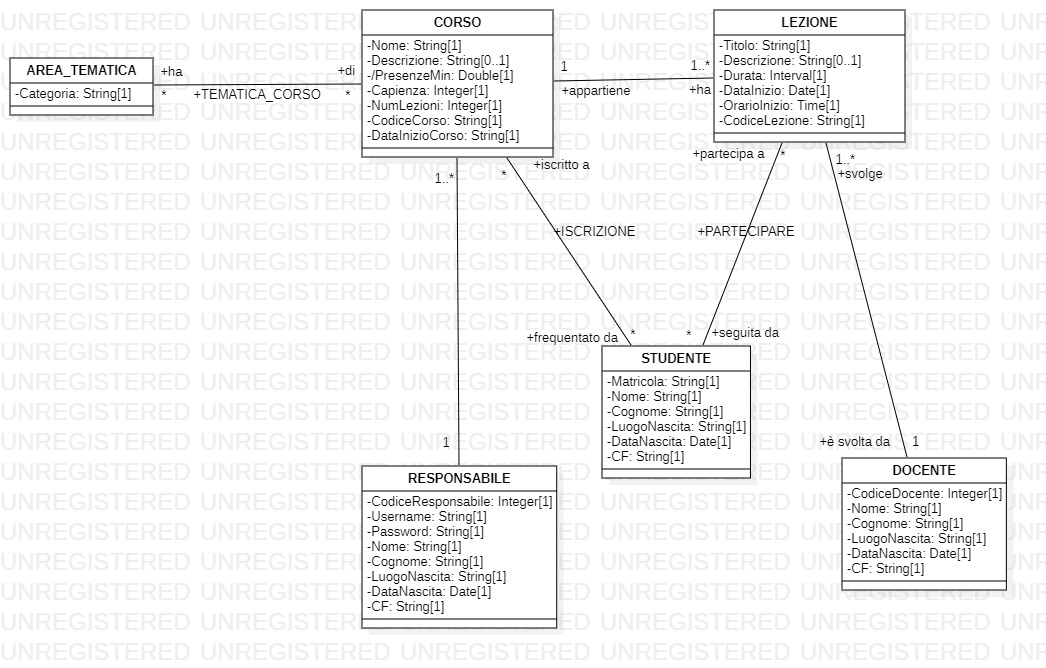 CORSO
-Nome: String[1]
-Descrizione: String[0..1]
-/PresenzeMin: Double[1]
-Capienza: Integer[1]
-NumLezioni: Integer[1]
-CodiceCorso: String[1]
-DataInizioCorso: String[1]
LEZIONE
-Titolo: String[1]
-Descrizione: String[0..1]
-Durata: Interval[1]
-DataInizio: Date[1]
-OrarioInizio: Time[1]
-CodiceLezione: String[1]
AREA_TEMATICA
-Categoria: String[1]
+ha
+di
*
+TEMATICA_CORSO
*
1
1..*
+appartiene
+ha
1..*
*
+iscritto a
+partecipa a
*
1..*
+svolge
+ISCRIZIONE
+PARTECIPARE
+frequentato da
*
*
+seguita da
STUDENTE
-Matricola: String[1]
-Nome: String[1]
-Cognome: String[1]
-LuogoNascita: String[1]
-DataNascita: Date[1]
-CF: String[1]
1
+è svolta da
1
RESPONSABILE
-CodiceResponsabile: Integer[1]
-Username: String[1]
-Password: String[1]
-Nome: String[1]
-Cognome: String[1]
-LuogoNascita: String[1]
-DataNascita: Date[1]
-CF: String[1]
DOCENTE
-CodiceDocente: Integer[1]
-Nome: String[1]
-Cognome: String[1]
-LuogoNascita: String[1]
-DataNascita: Date[1]
-CF: String[1]
UNREGISTERED